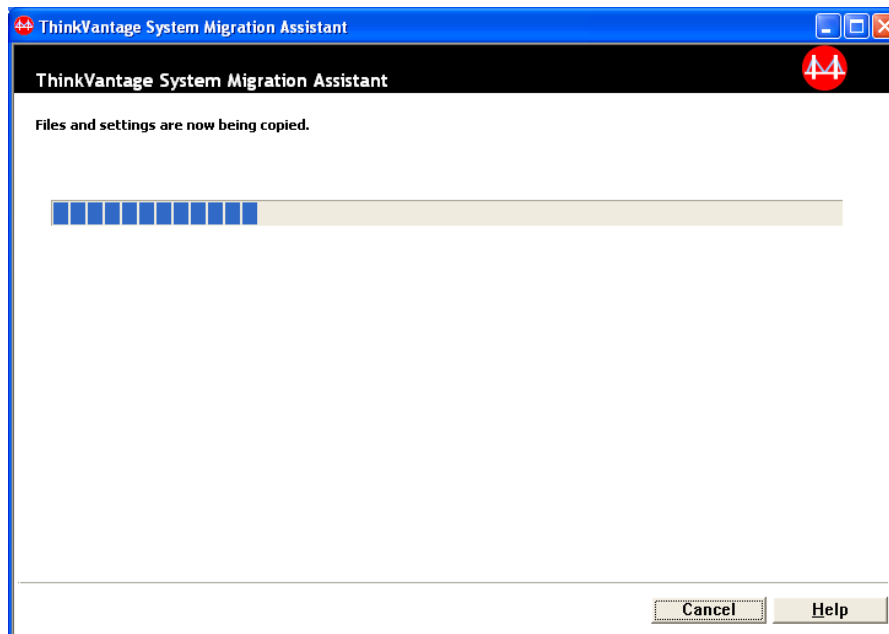 ThinkVantage System Migration Assistant
ThinkVantage System Migration Assistant
Files and settings are now being copied.
Cancel Help